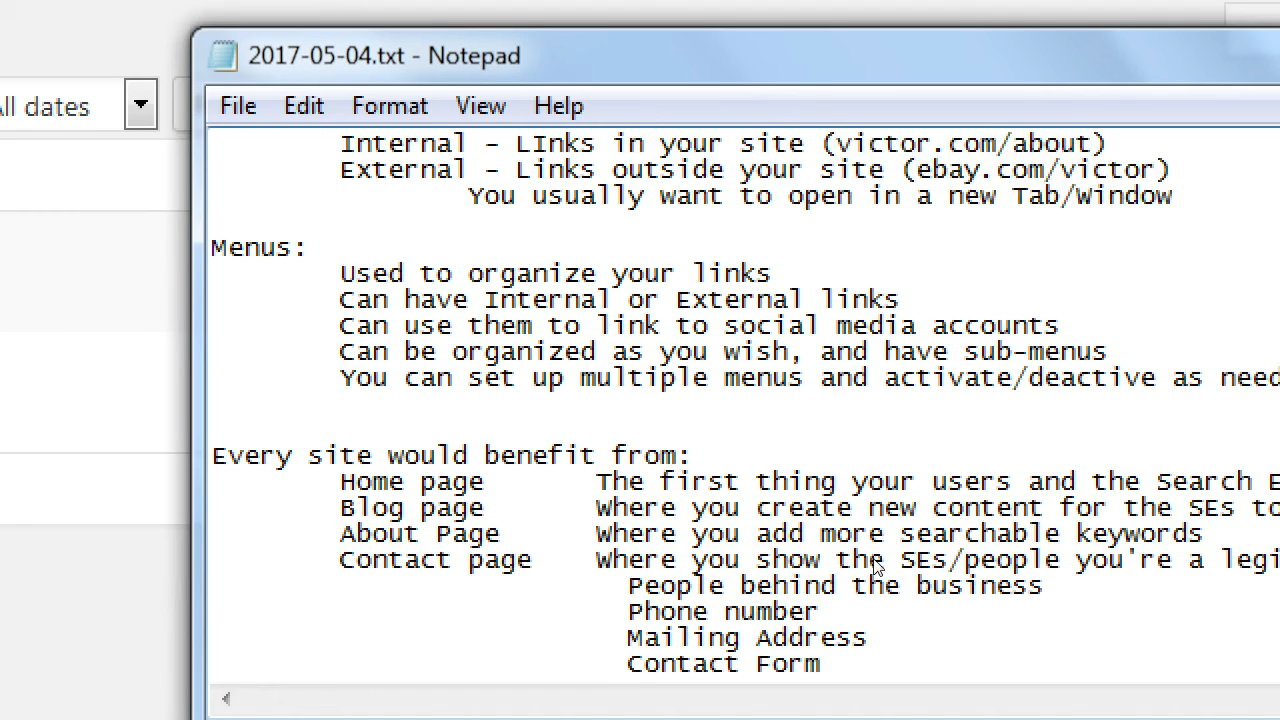 2017-05-04.txt - Notepad
All dates
File Edit Format View Help
Internal - LInks in your site (victor.com/about)
External - Links outside your site (ebay.com/victor)
You usually want to open in a new Tab/Window
Menus:
Used to organize your links
Can have Internal or External links
Can use them to link to social media accounts
Can be organized as you wish, and have sub-menus
You can set up multiple menus and activate/deactive as need
Every site would benefit from:
Home page The first thing your users and the Search E
Blog page Where you create new content for the SEs to
About Page Where you add more searchable keywords
Contact page Where you show the SEs/people you're a legi
People behind the business
Phone number
Mailing Address
Contact Form